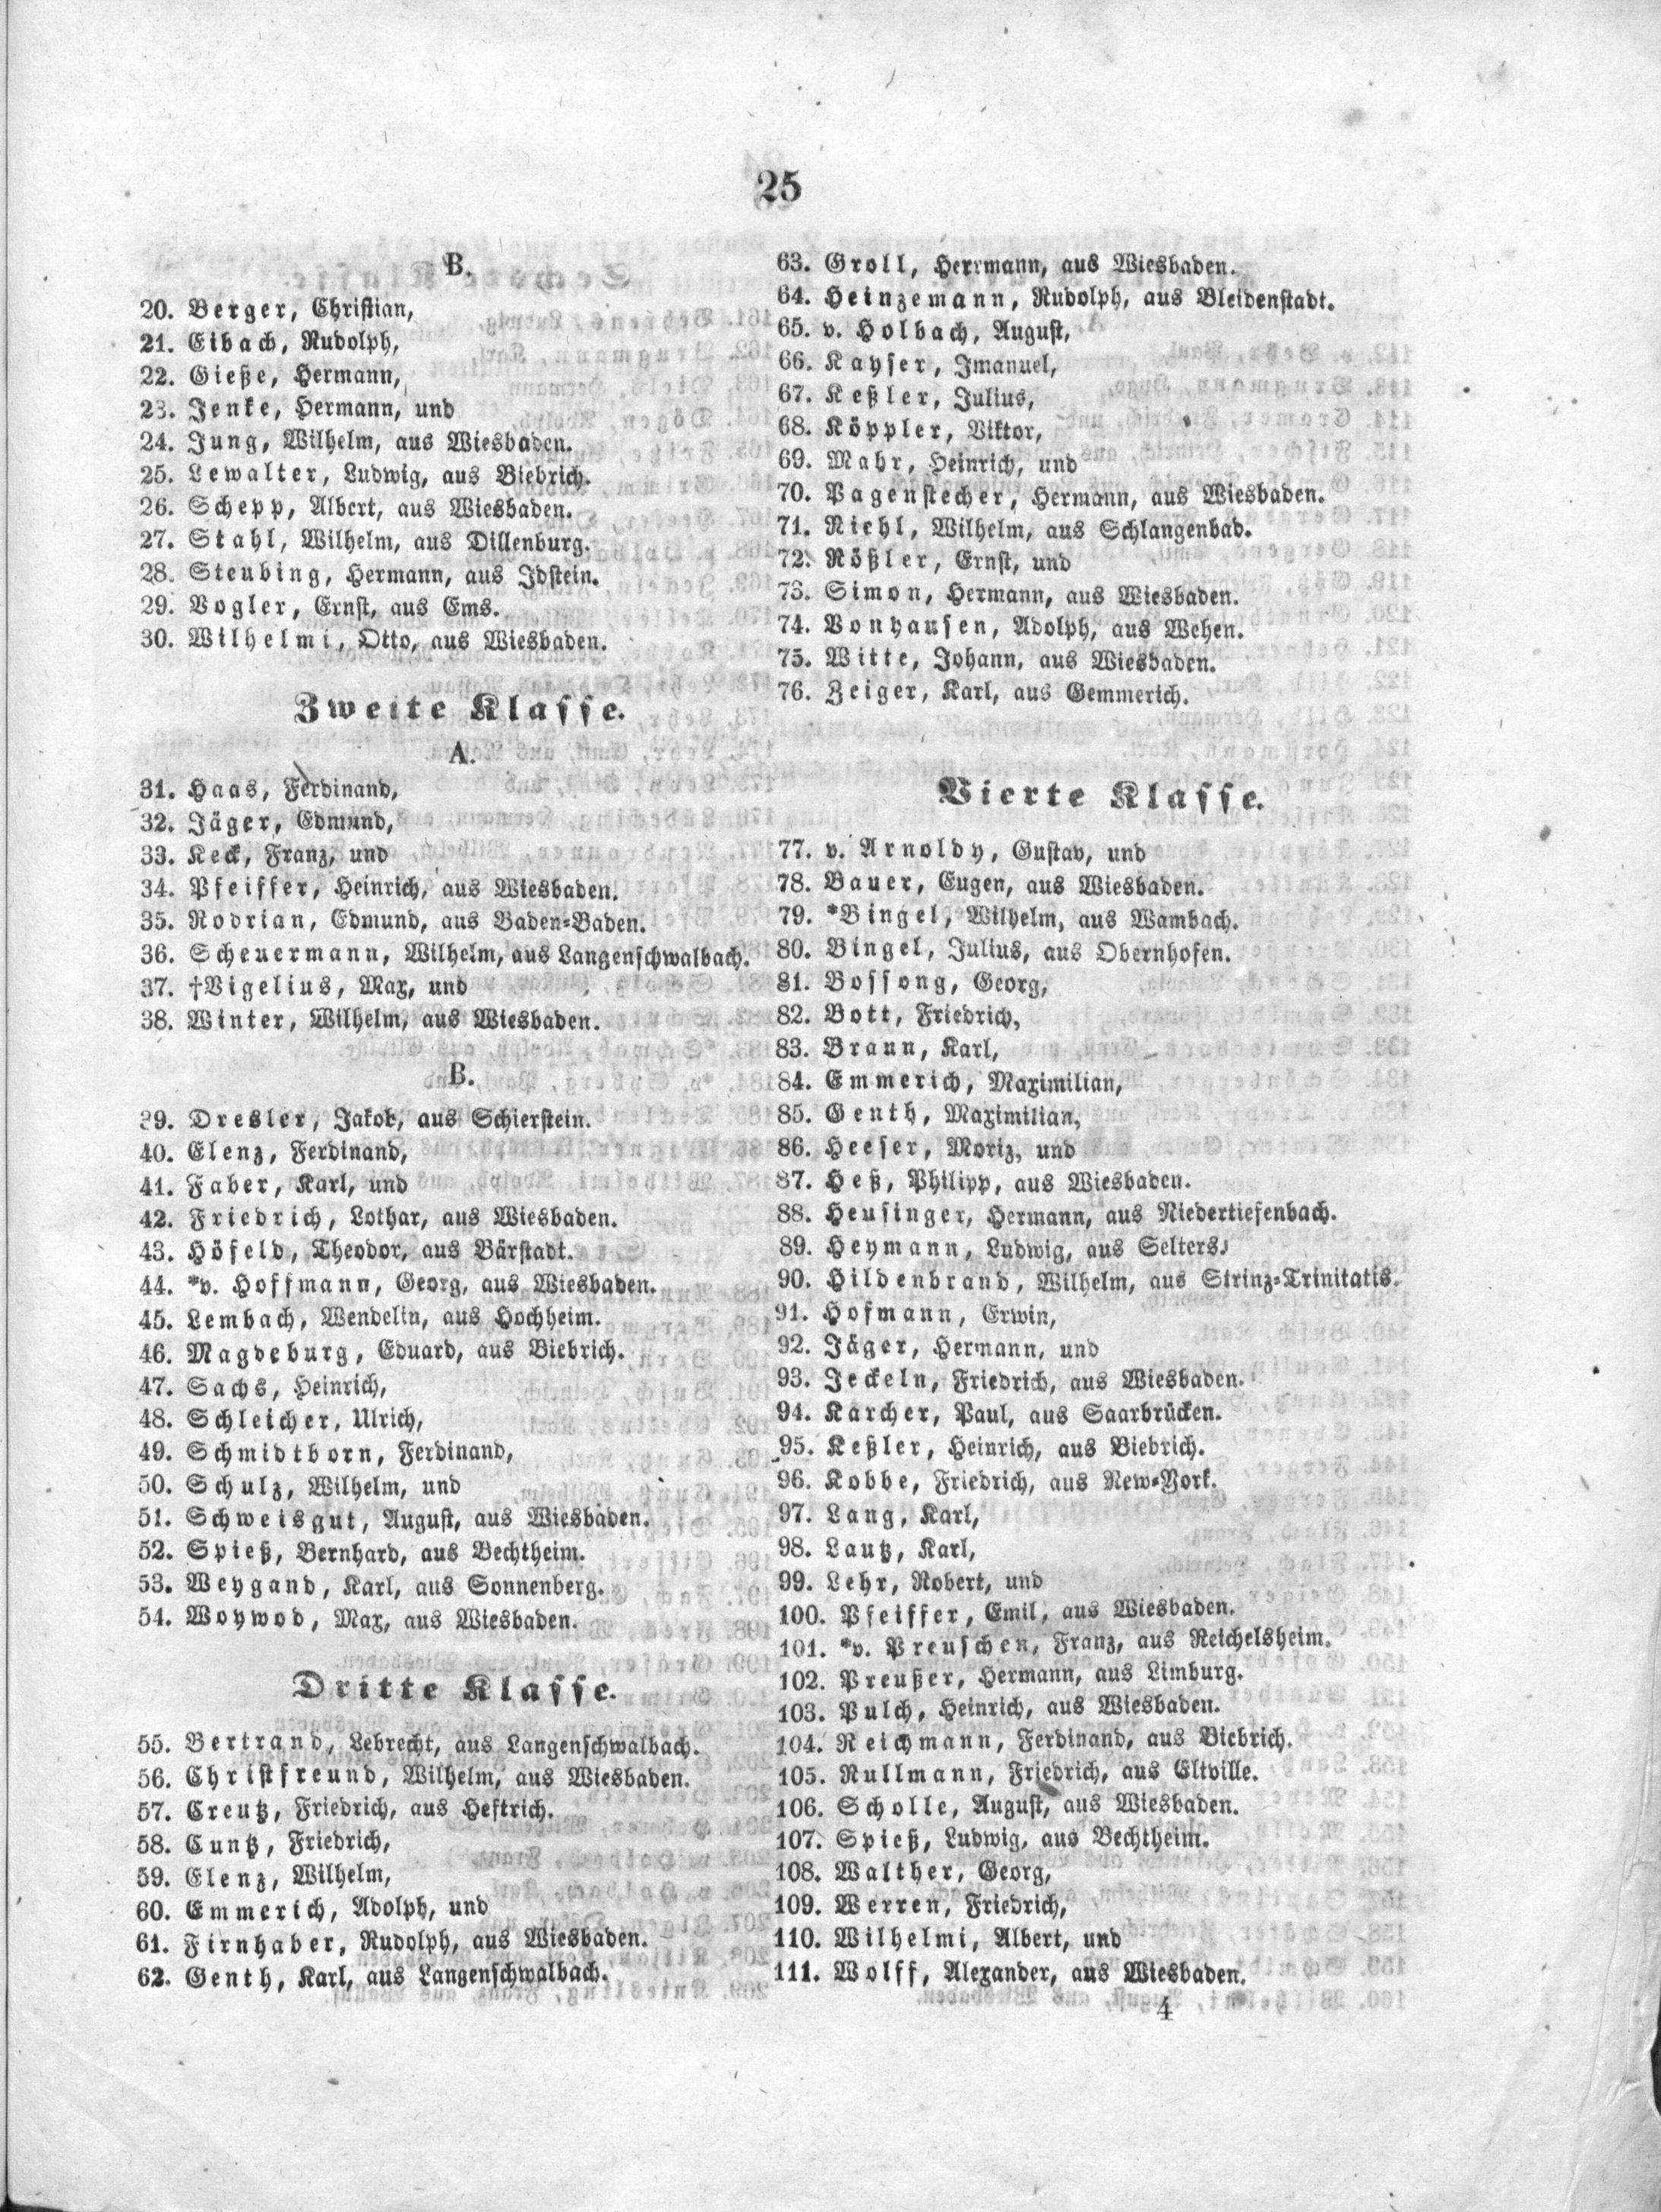 25
B.
20. Berger, Christian,
21. Eibach, Rudolph,
22. Gieße, Hermann,
23. Jenke, Hermann, und
24. Jung, Wilhelm, aus Wiesbaden.
25. Lewalter, Ludwig, aus Biebrich.
26. Schepp, Albert, aus Wiesbaden.
27. Stahl, Wilhelm, aus Dillenburg.
28. Steubing, Hermann, aus Idstein.
29. Vogler, Ernst, aus Ems.
30. Wilhelmi, Otto, aus Wiesbaden.
Zweite Klasse.
A.
31. Haas, Ferdinand,
32. Jäger, Edmund,
33. Keck, Franz, und
34. Pfeiffer, Heinrich, aus Wiesbaden.
35. Rodrian, Edmund, aus Baden-Baden.
36. Scheuermann, Wilhelm, aus Langenschwalbach.
37. †Vigelius, Max, und
38. Winter, Wilhelm, aus Wiesbaden.
B.
39. Dresler, Jakob, aus Schierstein.
40. Elenz, Ferdinand,
41. Faber, Karl, und
42. Friedrich, Lothar, aus Wiesbaden.
43. Höfeld, Theodor, aus Bärstadt.
44. *v. Hoffmann, Georg, aus Wiesbaden.
45. Lembach, Wendelin, aus Hochheim.
46. Magdeburg, Eduard, aus Biebrich.
47. Sachs, Heinrich,
48. Schleicher, Ulrich,
49. Schmidtborn, Ferdinand,
50. Schulz, Wilhelm, und
51. Schweisgut, August, aus Wiesbaden.
52. Spieß, Bernhard, aus Bechtheim.
53. Weygand, Karl, aus Sonnenberg.
54. Woywod, Max, aus Wiesbaden.
Dritte Klasse.
55. Bertrand, Lebrecht, aus Langenschwalbach.
56. Christfreund, Wilhelm, aus Wiesbaden.
57. Creutz, Friedrich, aus Heftrich.
58. Cuntz, Friedrich,
59. Elenz, Wilhelm,
60. Emmerich, Adolph, und
61. Firnhaber, Rudolph, aus Wiesbaden.
62. Genth, Karl, aus Langenschwalbach.
63. Groll, Herrmann, aus Wiesbaden.
64. Heinzemann, Rudolph, aus Bleidenstadt.
65. v. Holbach, August,
66. Kayser, Imanuel,
67. Keßler, Julius,
68. Köppler, Viktor,
69. Mahr, Heinrich, und
70. Pagenstecher, Hermann, aus Wiesbaden.
71. Riehl, Wilhelm, aus Schlangenbad.
72. Rößler, Ernst, und
73. Simon, Hermann, aus Wiesbaden.
74. Vonhausen, Adolph, aus Wehen.
75. Witte, Johann, aus Wiesbaden.
76. Zeiger, Karl, aus Gemmerich.
Vierte Klasse.
77. v. Arnoldy, Gustav, und
78. Bauer, Eugen, aus Wiesbaden.
79. *Bingel, Wilhelm, aus Wambach.
80. Bingel, Julius, aus Obernhofen.
81. Bossong, Georg,
82. Bott, Friedrich,
83. Braun, Karl,
84. Emmerich, Maximilian,
85. Genth, Maximilian,
86. Heeser, Moriz, und
87. Heß, Philipp, aus Wiesbaden.
88. Heusinger, Hermann, aus Niedertiefenbach.
89. Heymann, Ludwig, aus Selters.
90. Hildenbrand, Wilhelm, aus Strinz-Trinitatis.
91. Hofmann, Erwin,
92. Jäger, Hermann, und
93. Jeckeln, Friedrich, aus Wiesbaden.
94. Karcher, Paul, aus Saarbrücken.
95. Keßler, Heinrich, aus Biebrich.
96. Kobbe, Friedrich, aus New-York.
97. Lang, Karl,
98. Lautz, Karl,
99. Lehr, Robert, und
100. Pfeiffer, Emil, aus Wiesbaden.
101. *v. Preuschen, Franz, aus Reichelsheim.
102. Preußer, Hermann, aus Limburg.
103. Pulch, Heinrich, aus Wiesbaden.
104. Reichmann, Ferdinand, aus Biebrich.
105. Rullmann, Friedrich, aus Eltville.
106. Scholle, August, aus Wiesbaden.
107. Spieß, Ludwig, aus Bechtheim.
108. Walther, Georg,
109. Werren, Friedrich,
110. Wilhelmi, Albert, und
111. Wolff, Alexander, aus Wiesbaden.
4